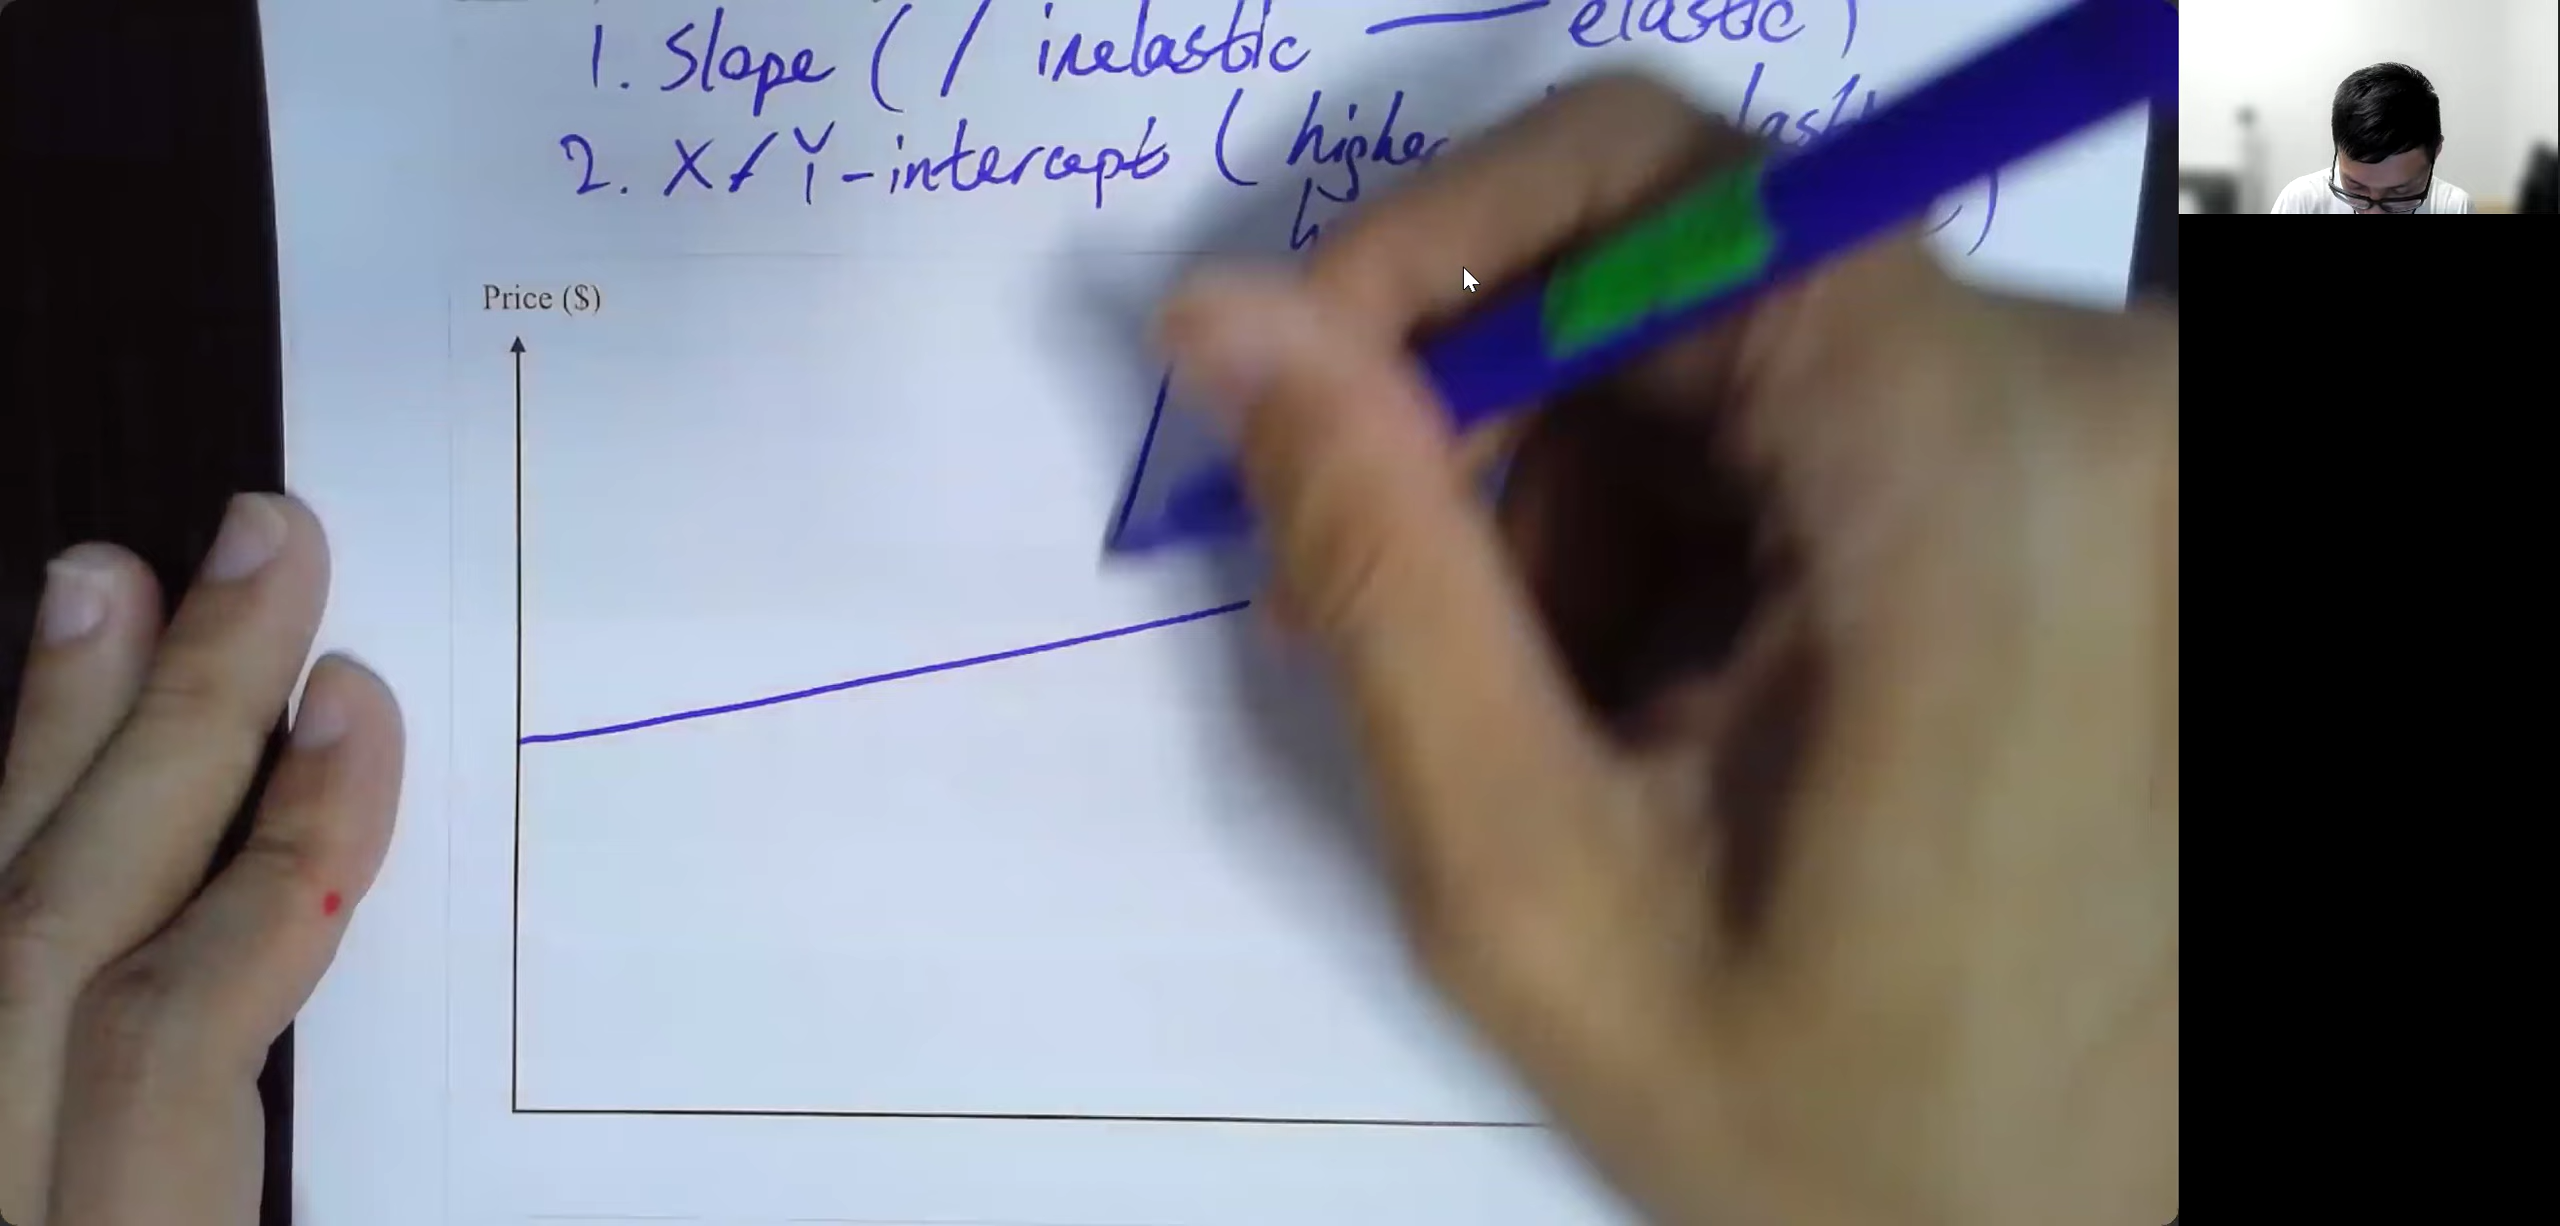 1. Slope ( / inelastic — elastic)
2. X/Y-intercept ( higher
Price ($)